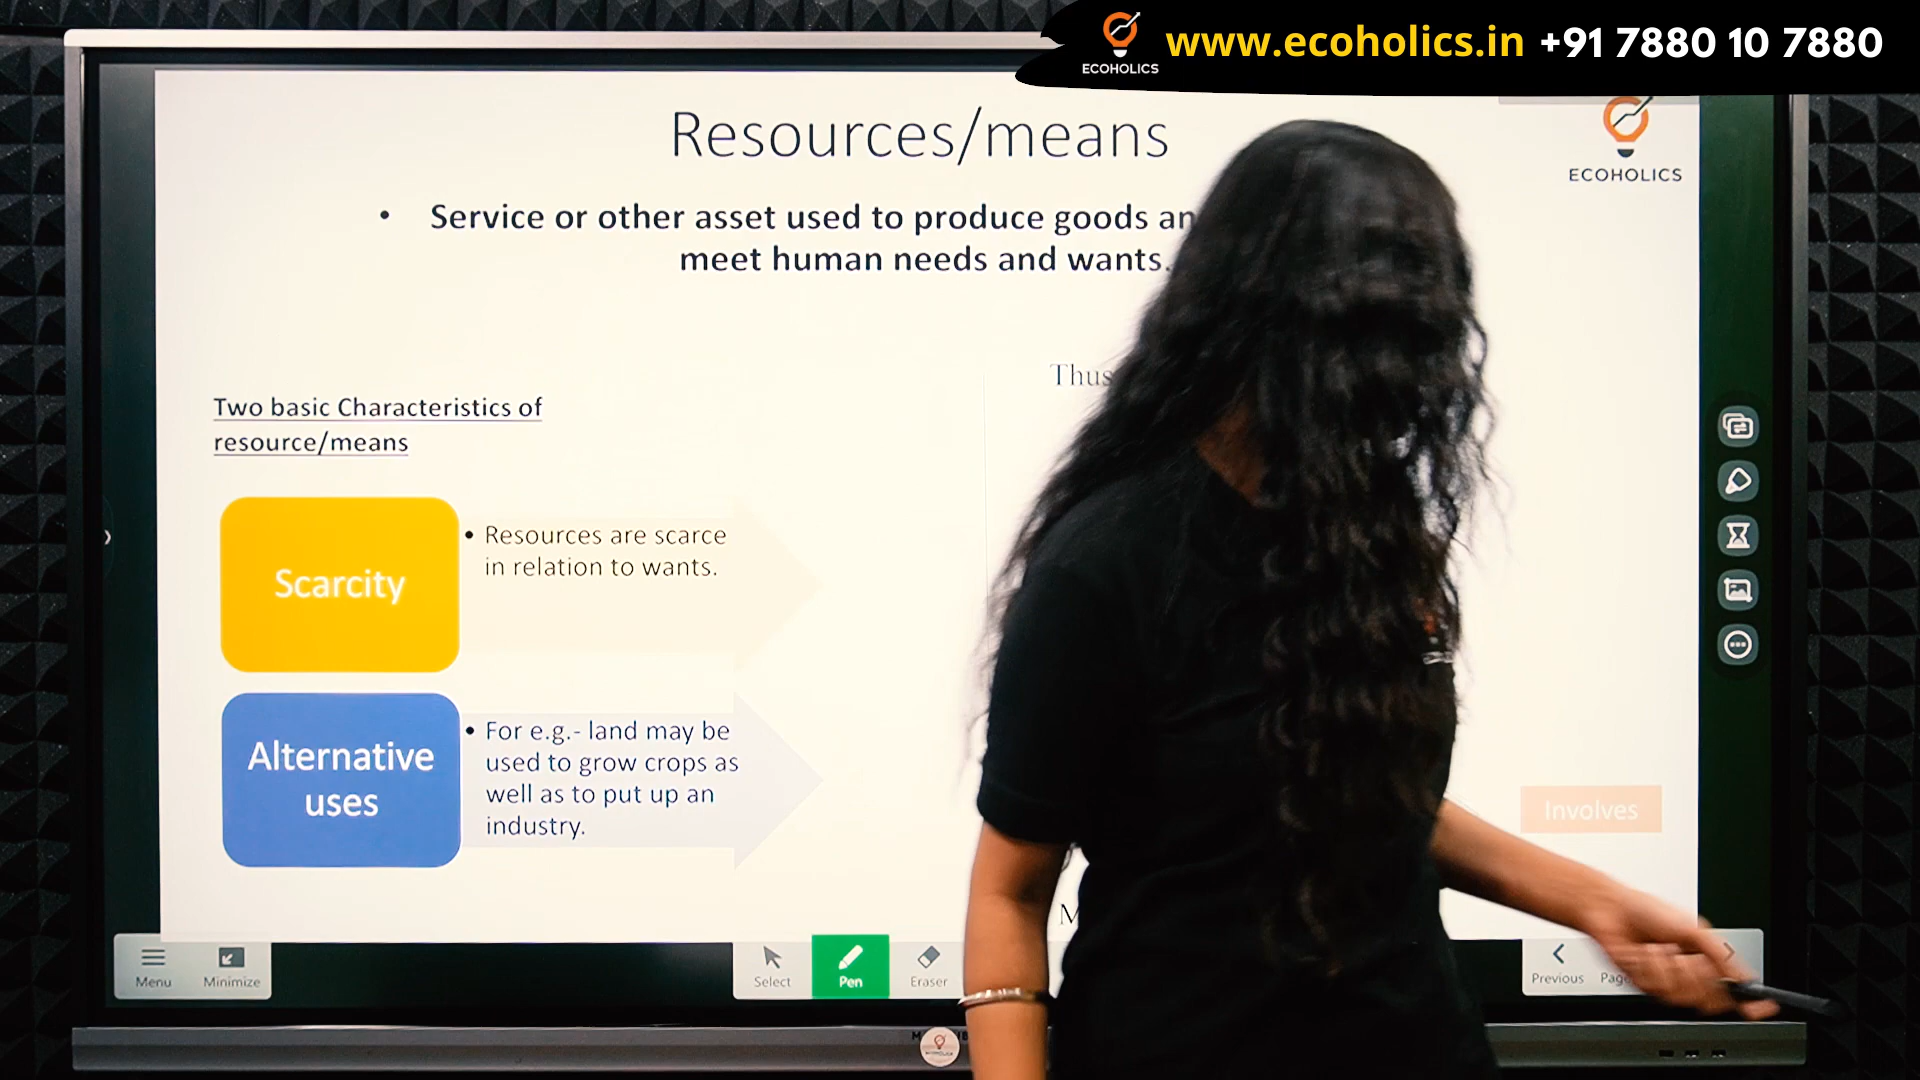 www.ecoholics.in +91 7880 10 7880
ECOHOLICS
Resources/means
ECOHOLICS
• Service or other asset used to produce goods
meet human needs and wants.
Thus
Two basic Characteristics of
resource/means
Scarcity
• Resources are scarce
in relation to wants.
Alternative
uses
• For e.g.- land may be
used to grow crops as
well as to put up an
industry.
Involves
Menu
Minimize
Select
Pen
Eraser
Previous